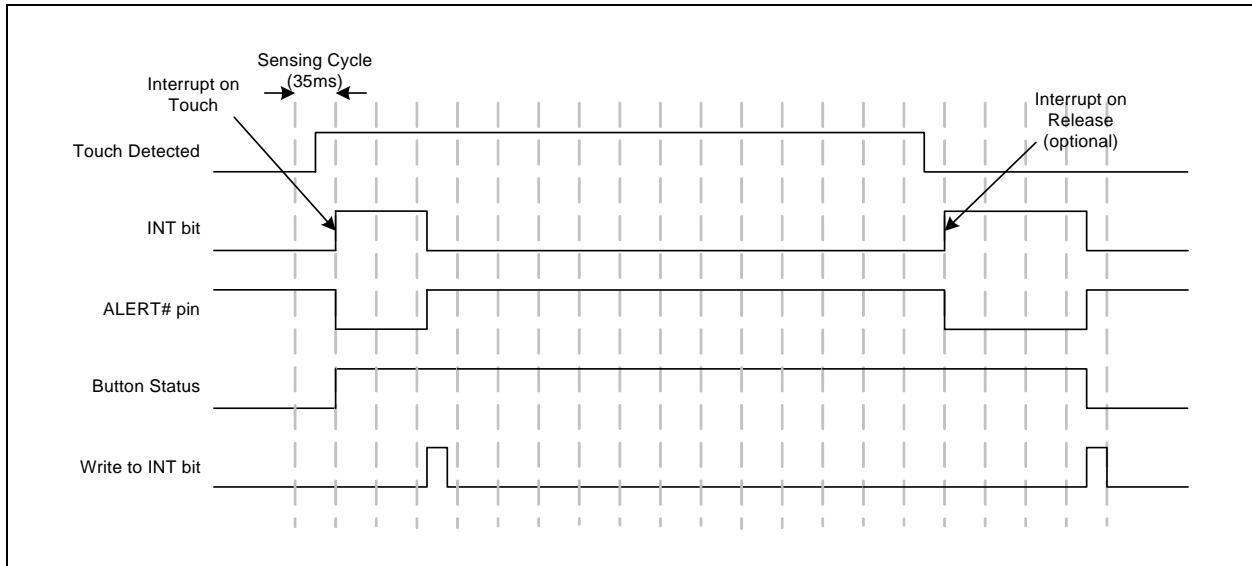 Sensing Cycle
(35ms)
Interrupt on
Touch
Interrupt on
Release
(optional)
Touch Detected
INT bit
ALERT# pin
Button Status
Write to INT bit